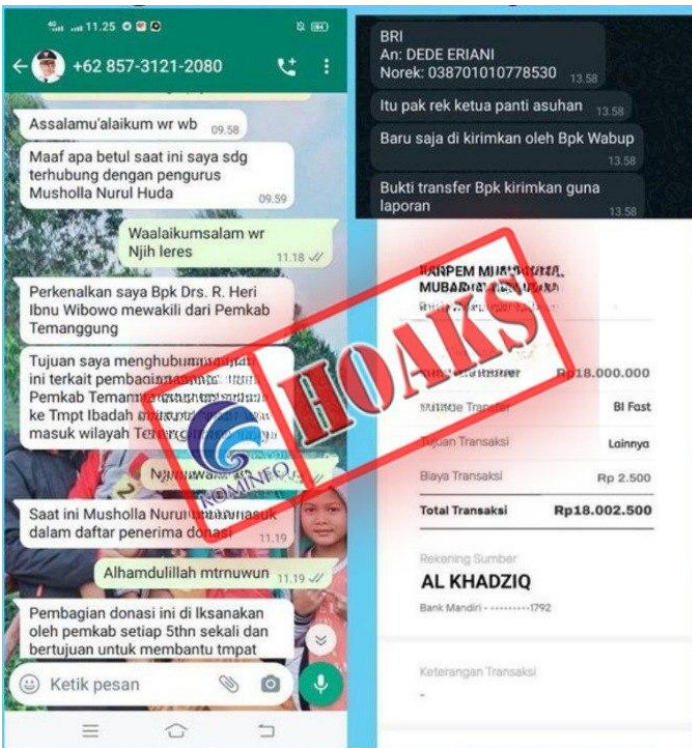 11.25
+62 857-3121-2080
Assalamu'alaikum wr wb 09.58
Maaf apa betul saat ini saya sdg
terhubung dengan pengurus
Musholla Nurul Huda 09.59
Waalaikumsalam wr
Njih leres 11.18
Perkenalkan saya Bpk Drs. R. Heri
Ibnu Wibowo mewakili dari Pemkab
Temanggung
Tujuan saya
ini terkait
Pemkab
ke Tmpt Ibadah
masuk wilayah
Saat ini Musholla
dalam daftar penerima donasi 11.19
Alhamdulillah mtrnuwun 11.19
Pembagian donasi ini di lksanakan
oleh pemkab setiap 5thn sekali dan
bertujuan untuk membantu tmpat
Ketik pesan
BRI
An: DEDE ERIANI
Norek: 038701010778530 13.58
Itu pak rek ketua panti asuhan 13.58
Baru saja di kirimkan oleh Bpk Wabup
13.58
Bukti transfer Bpk kirimkan guna
laporan 13.58
HOAKS
KOMINFO
Rp18.000.000
Transfer BI Fast
Tujuan Transaksi Lainnya
Biaya Transaksi Rp 2.500
Total Transaksi Rp18.002.500
Rekening Sumber
AL KHADZIQ
Bank Mandiri - ---------1792
Keterangan Transaksi
-